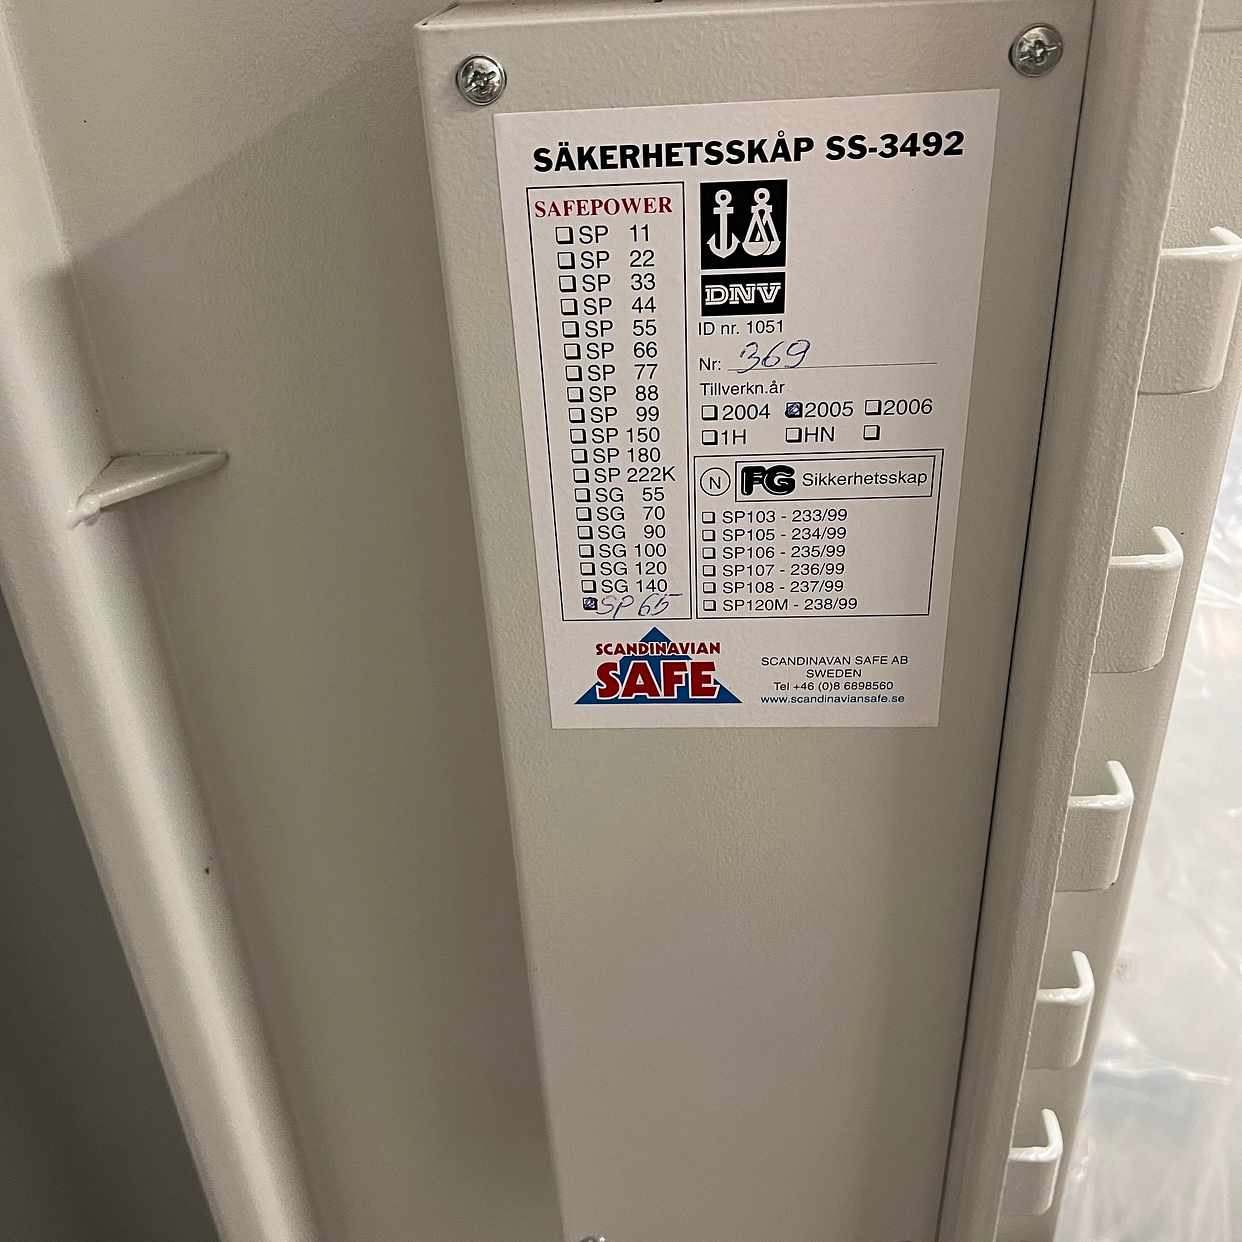 SÄKERHETSSKÅP SS-3492
SAFEPOWER
SP 11
SP 22
SP 33
SP 44
SP 55
SP 66
SP 77
SP 88
SP 99
SP 150
SP 180
SP 222K
SG 55
SG 70
SG 90
SG 100
SG 120
SG 140
SP 65
DNV
ID nr. 1051
Nr: 369
Tillverkn.år
2004 2005 2006
1H HN
N FG Sikkerhetsskap
SP103 - 233/99
SP105 - 234/99
SP106 - 235/99
SP107 - 236/99
SP108 - 237/99
SP120M - 238/99
SCANDINAVIAN
SAFE
SCANDINAVAN SAFE AB
SWEDEN
Tel +46 (0)8 6898560
www.scandinaviansafe.se